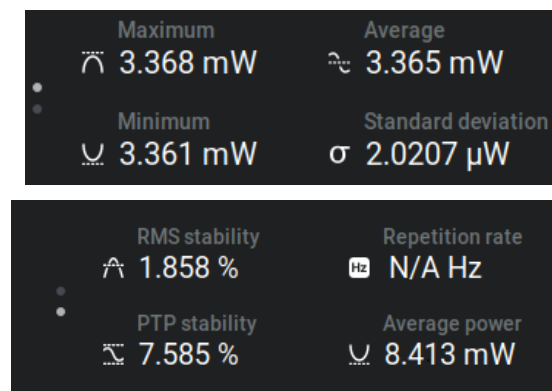 Maximum Average
3.368 mW 3.365 mW
Minimum Standard deviation
3.361 mW σ 2.0207 µW
RMS stability Repetition rate
1.858 % Hz N/A Hz
PTP stability Average power
7.585 % 8.413 mW